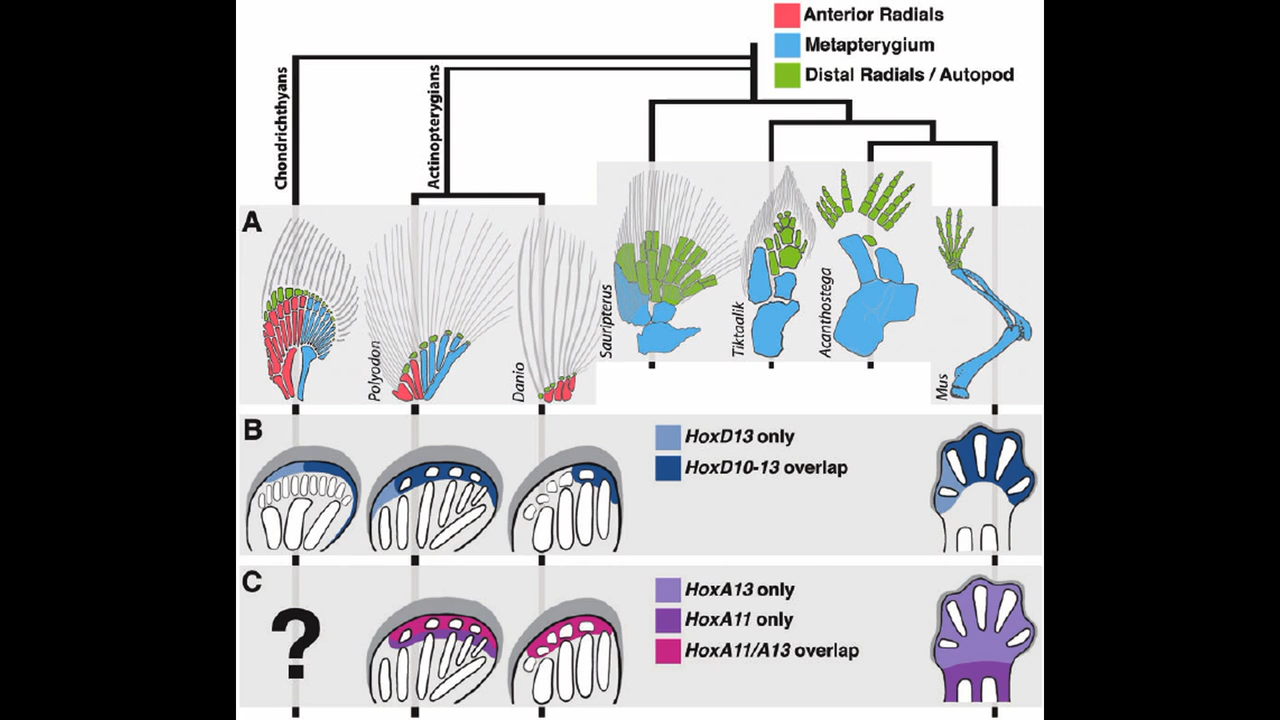 Anterior Radials
Metapterygium
Distal Radials / Autopod
Chondrichthyans
Actinopterygians
A
Polyodon
Danio
Sauripterus
Tiktaalik
Acanthostega
Mus
B
HoxD13 only
HoxD10-13 overlap
C
?
HoxA13 only
HoxA11 only
HoxA11/A13 overlap